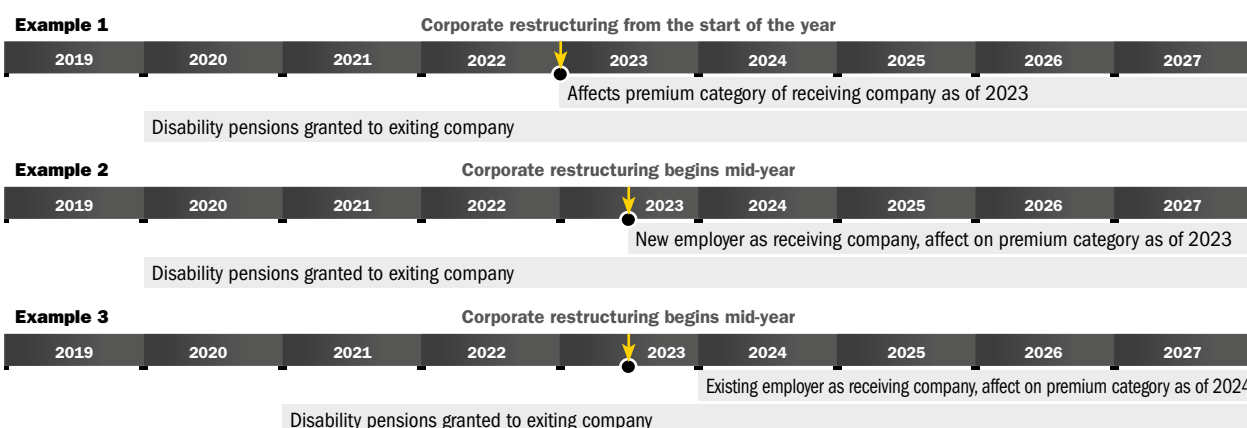 Example 1
Corporate restructuring from the start of the year
2019 2020 2021 2022 2023 2024 2025 2026 2027
Affects premium category of receiving company as of 2023
Disability pensions granted to exiting company
Example 2
Corporate restructuring begins mid-year
2019 2020 2021 2022 2023 2024 2025 2026 2027
New employer as receiving company, affect on premium category as of 2023
Disability pensions granted to exiting company
Example 3
Corporate restructuring begins mid-year
2019 2020 2021 2022 2023 2024 2025 2026 2027
Existing employer as receiving company, affect on premium category as of 2024
Disability pensions granted to exiting company